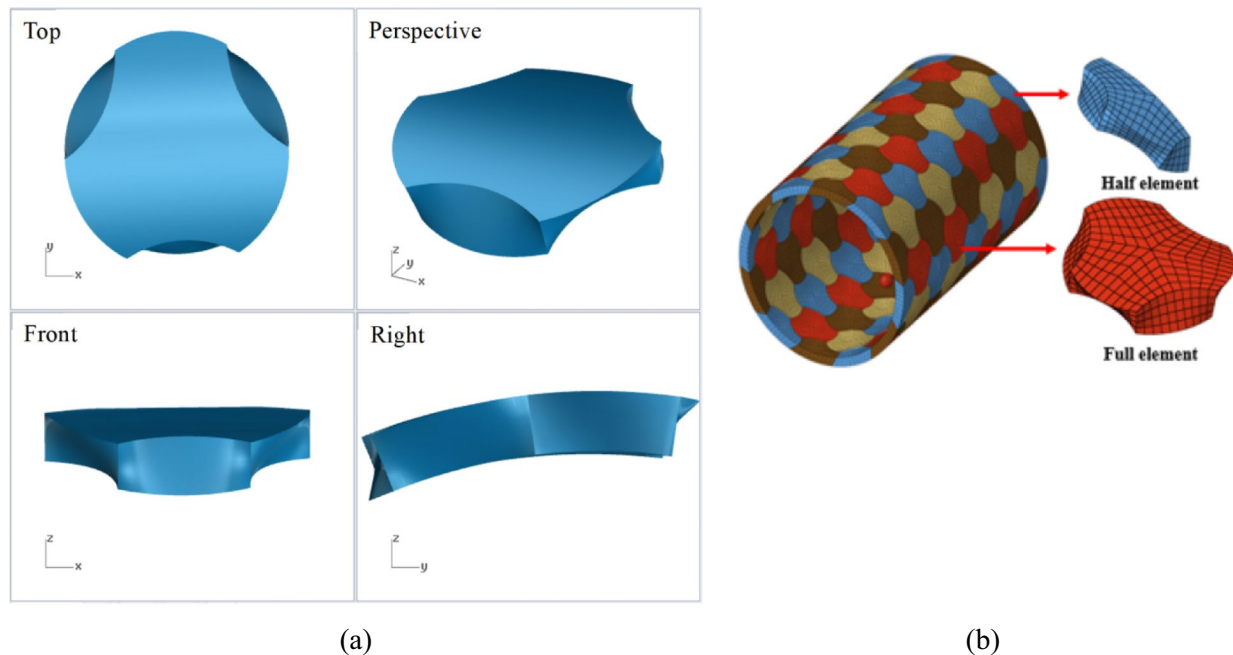 Top
y
x
Perspective
z
y
x
Front
z
x
Right
z
y
Half element
Full element
(a)
(b)